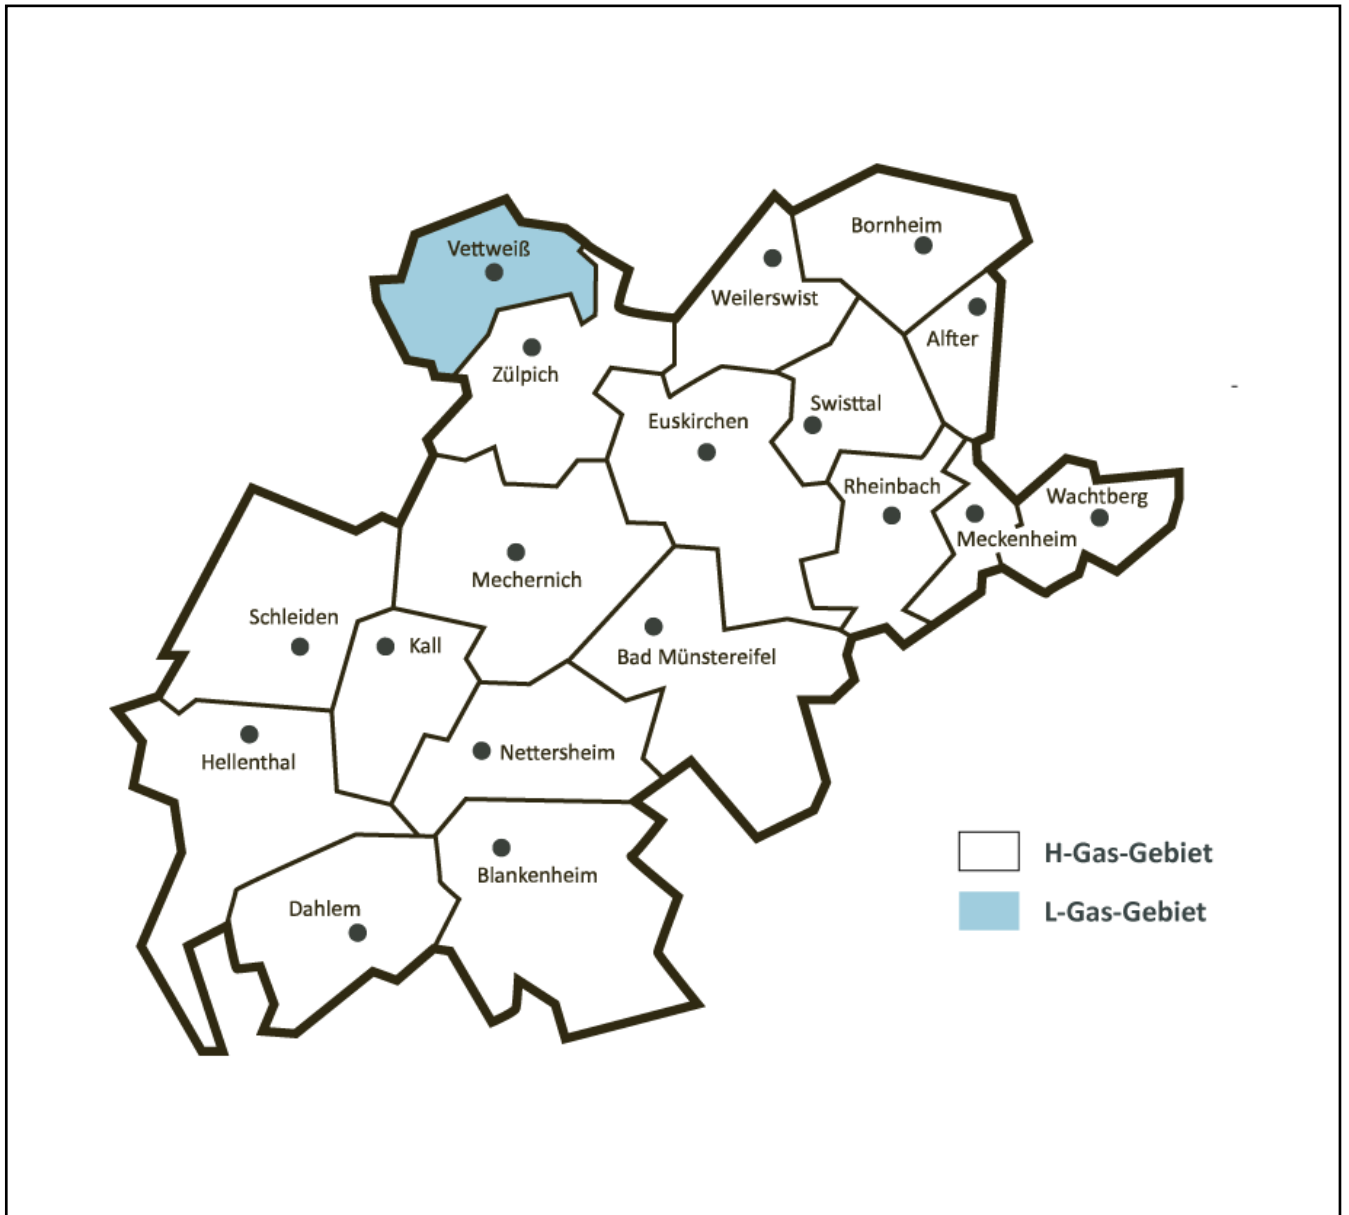 Bornheim
Vettweiß
Weilerswist
Alfter
Zülpich
Swisttal
Euskirchen
Rheinbach
Wachtberg
Meckenheim
Mechernich
Schleiden
Kall
Bad Münstereifel
Nettersheim
Hellenthal
Blankenheim
Dahlem
H-Gas-Gebiet
L-Gas-Gebiet